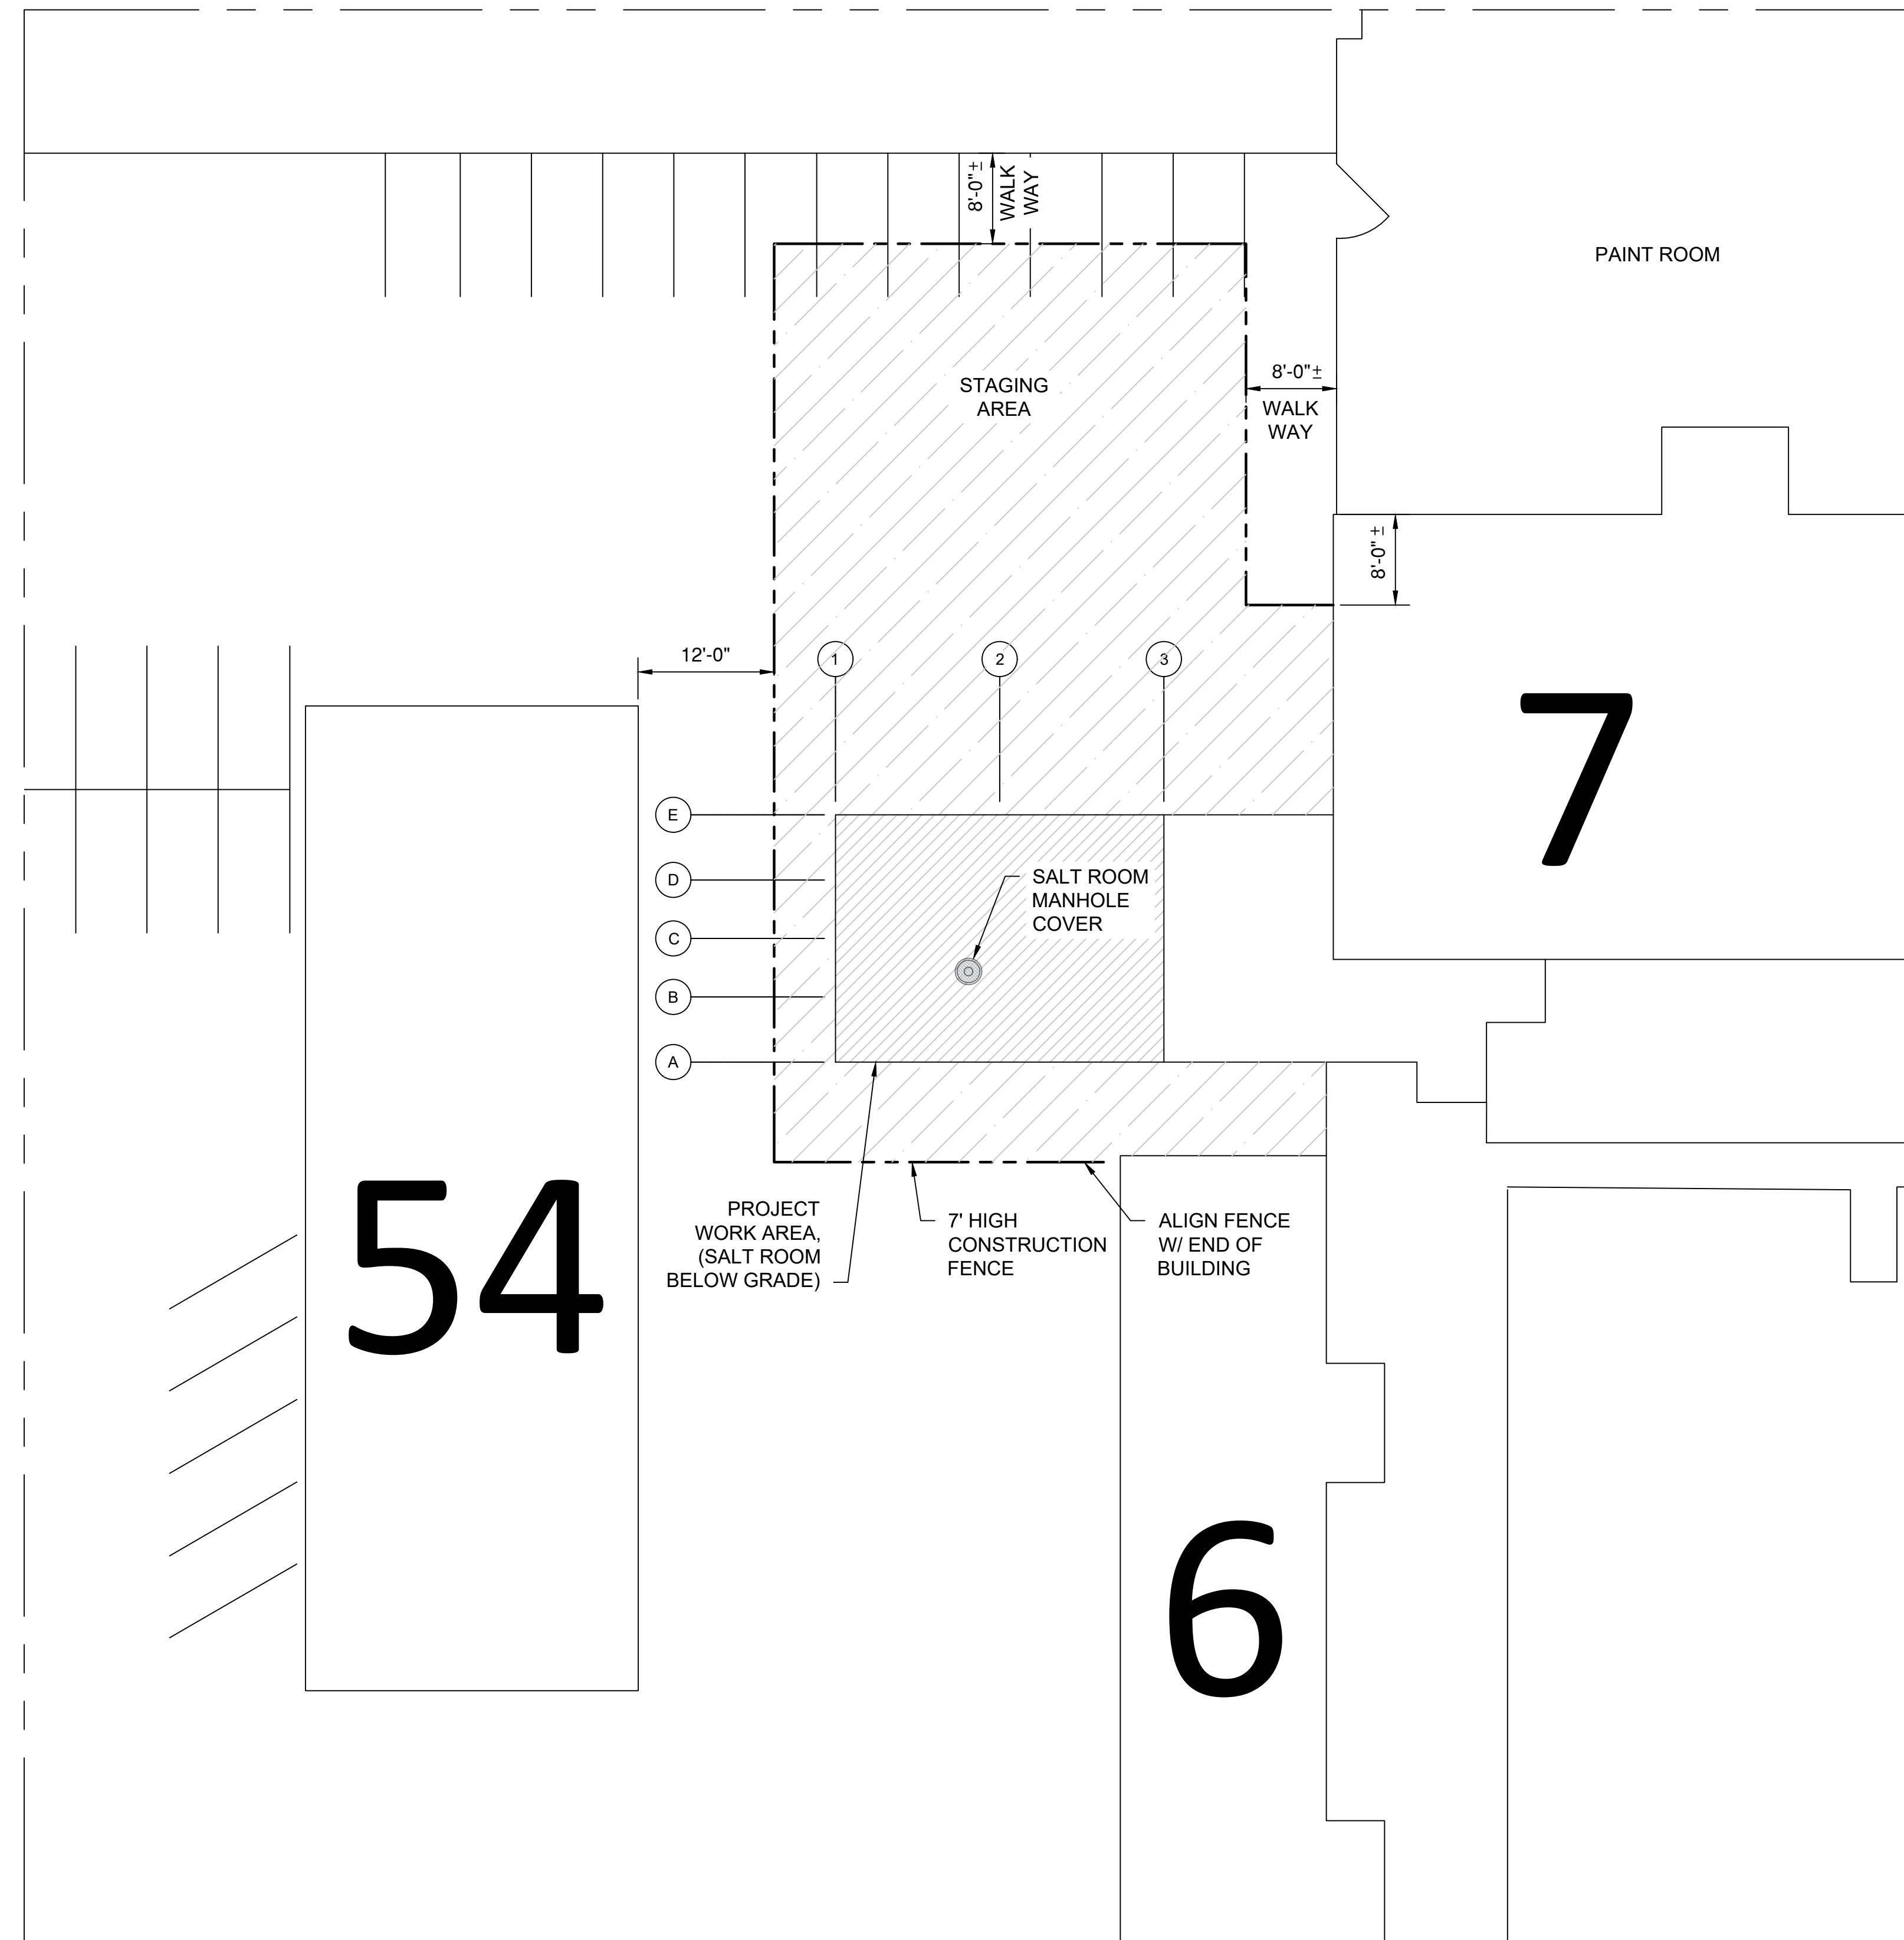 8'-0"±
WALK
WAY
PAINT ROOM
STAGING
AREA
8'-0"±
WALK
WAY
8'-0"±
12'-0"
1
2
3
7
E
D
C
B
A
SALT ROOM
MANHOLE
COVER
54
PROJECT
WORK AREA,
(SALT ROOM
BELOW GRADE)
7' HIGH
CONSTRUCTION
FENCE
ALIGN FENCE
W/ END OF
BUILDING
6